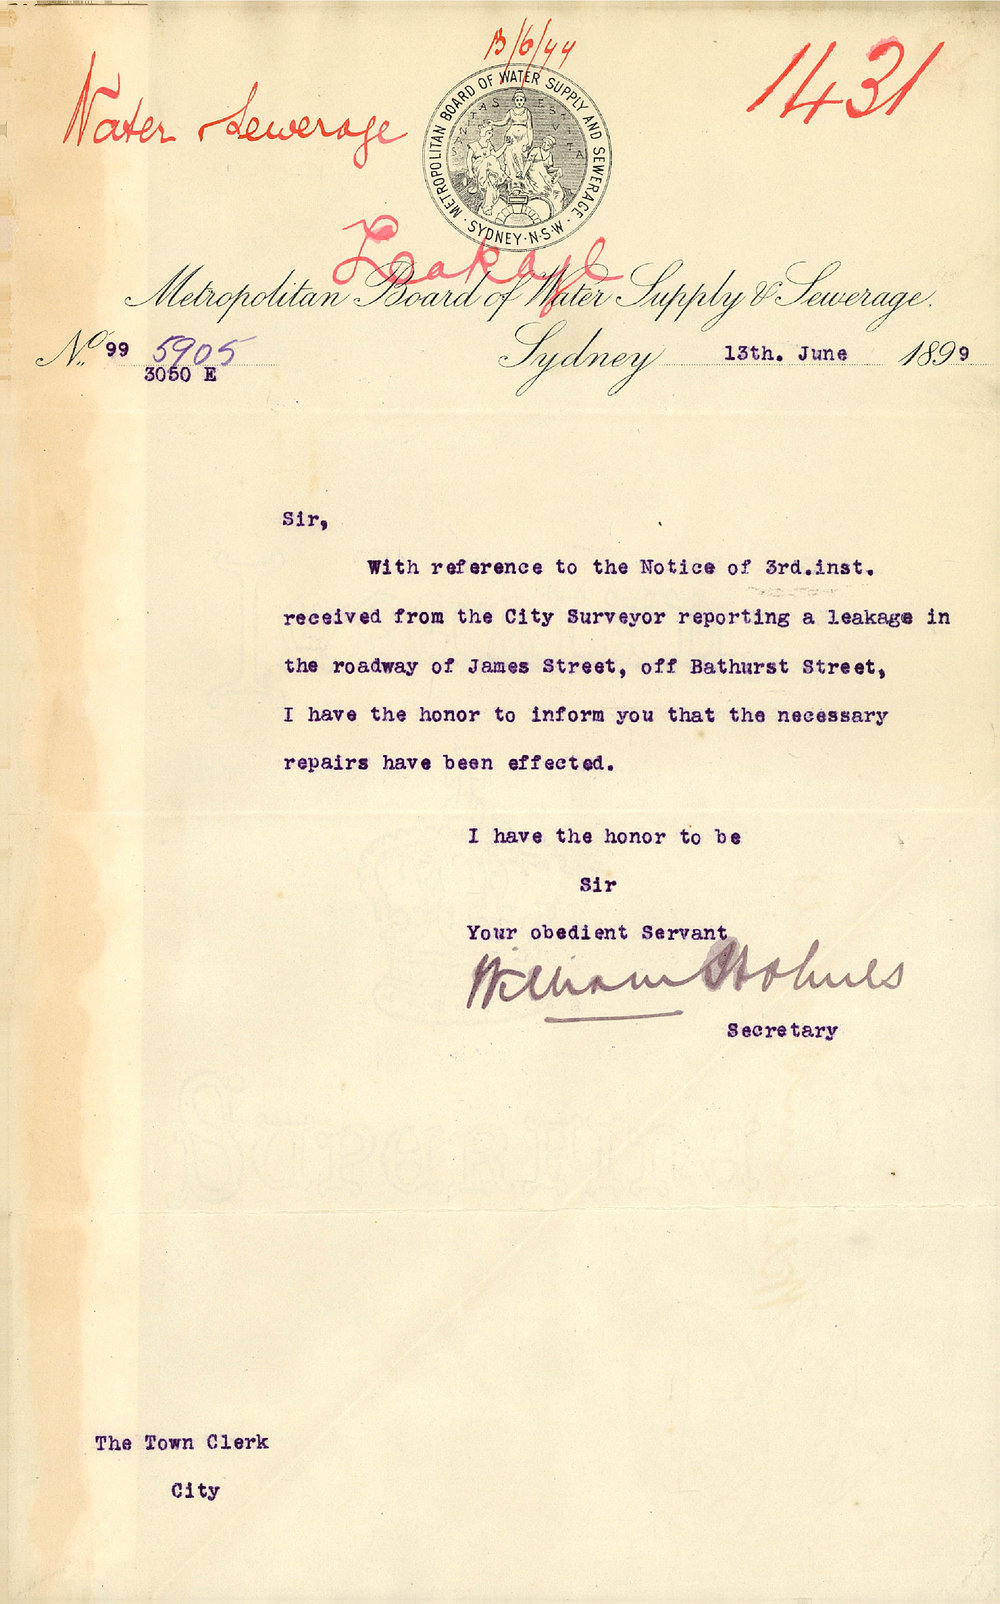 13/6/99
1431
Water & Sewerage
METROPOLITAN BOARD OF WATER SUPPLY AND SEWERAGE
SANITAS EST VITA
SYDNEY·N·S·W·
Leakage
Metropolitan Board of Water Supply & Sewerage.
No. 99 5905
3050 E
Sydney 13th. June 1899
Sir,
With reference to the Notice of 3rd.inst.
received from the City Surveyor reporting a leakage in
the roadway of James Street, off Bathurst Street,
I have the honor to inform you that the necessary
repairs have been effected.
I have the honor to be
Sir
Your obedient Servant
William Holmes
Secretary
The Town Clerk
City